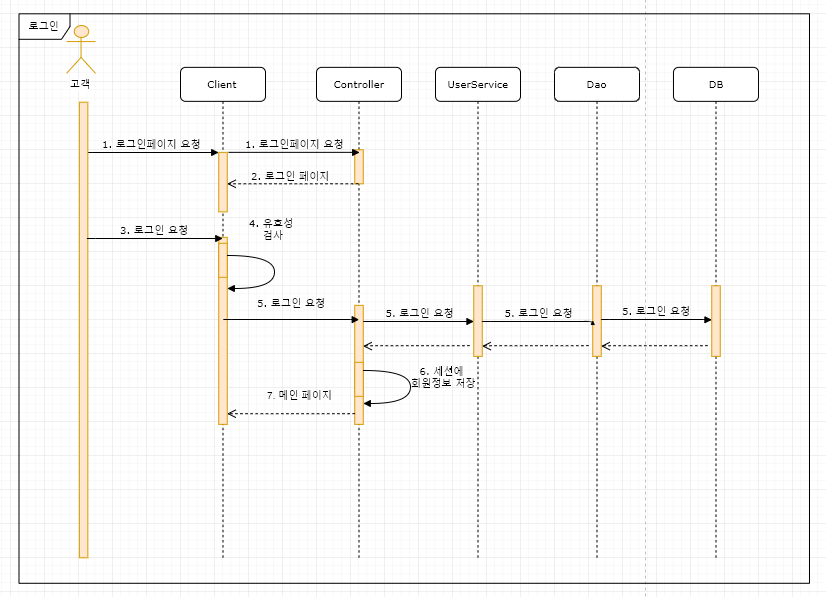 로그인
고객
Client
Controller
UserService
Dao
DB
1. 로그인페이지 요청
1. 로그인페이지 요청
2. 로그인 페이지
3. 로그인 요청
4. 유효성
검사
5. 로그인 요청
5. 로그인 요청
5. 로그인 요청
5. 로그인 요청
6. 세션에
회원정보 저장
7. 메인 페이지